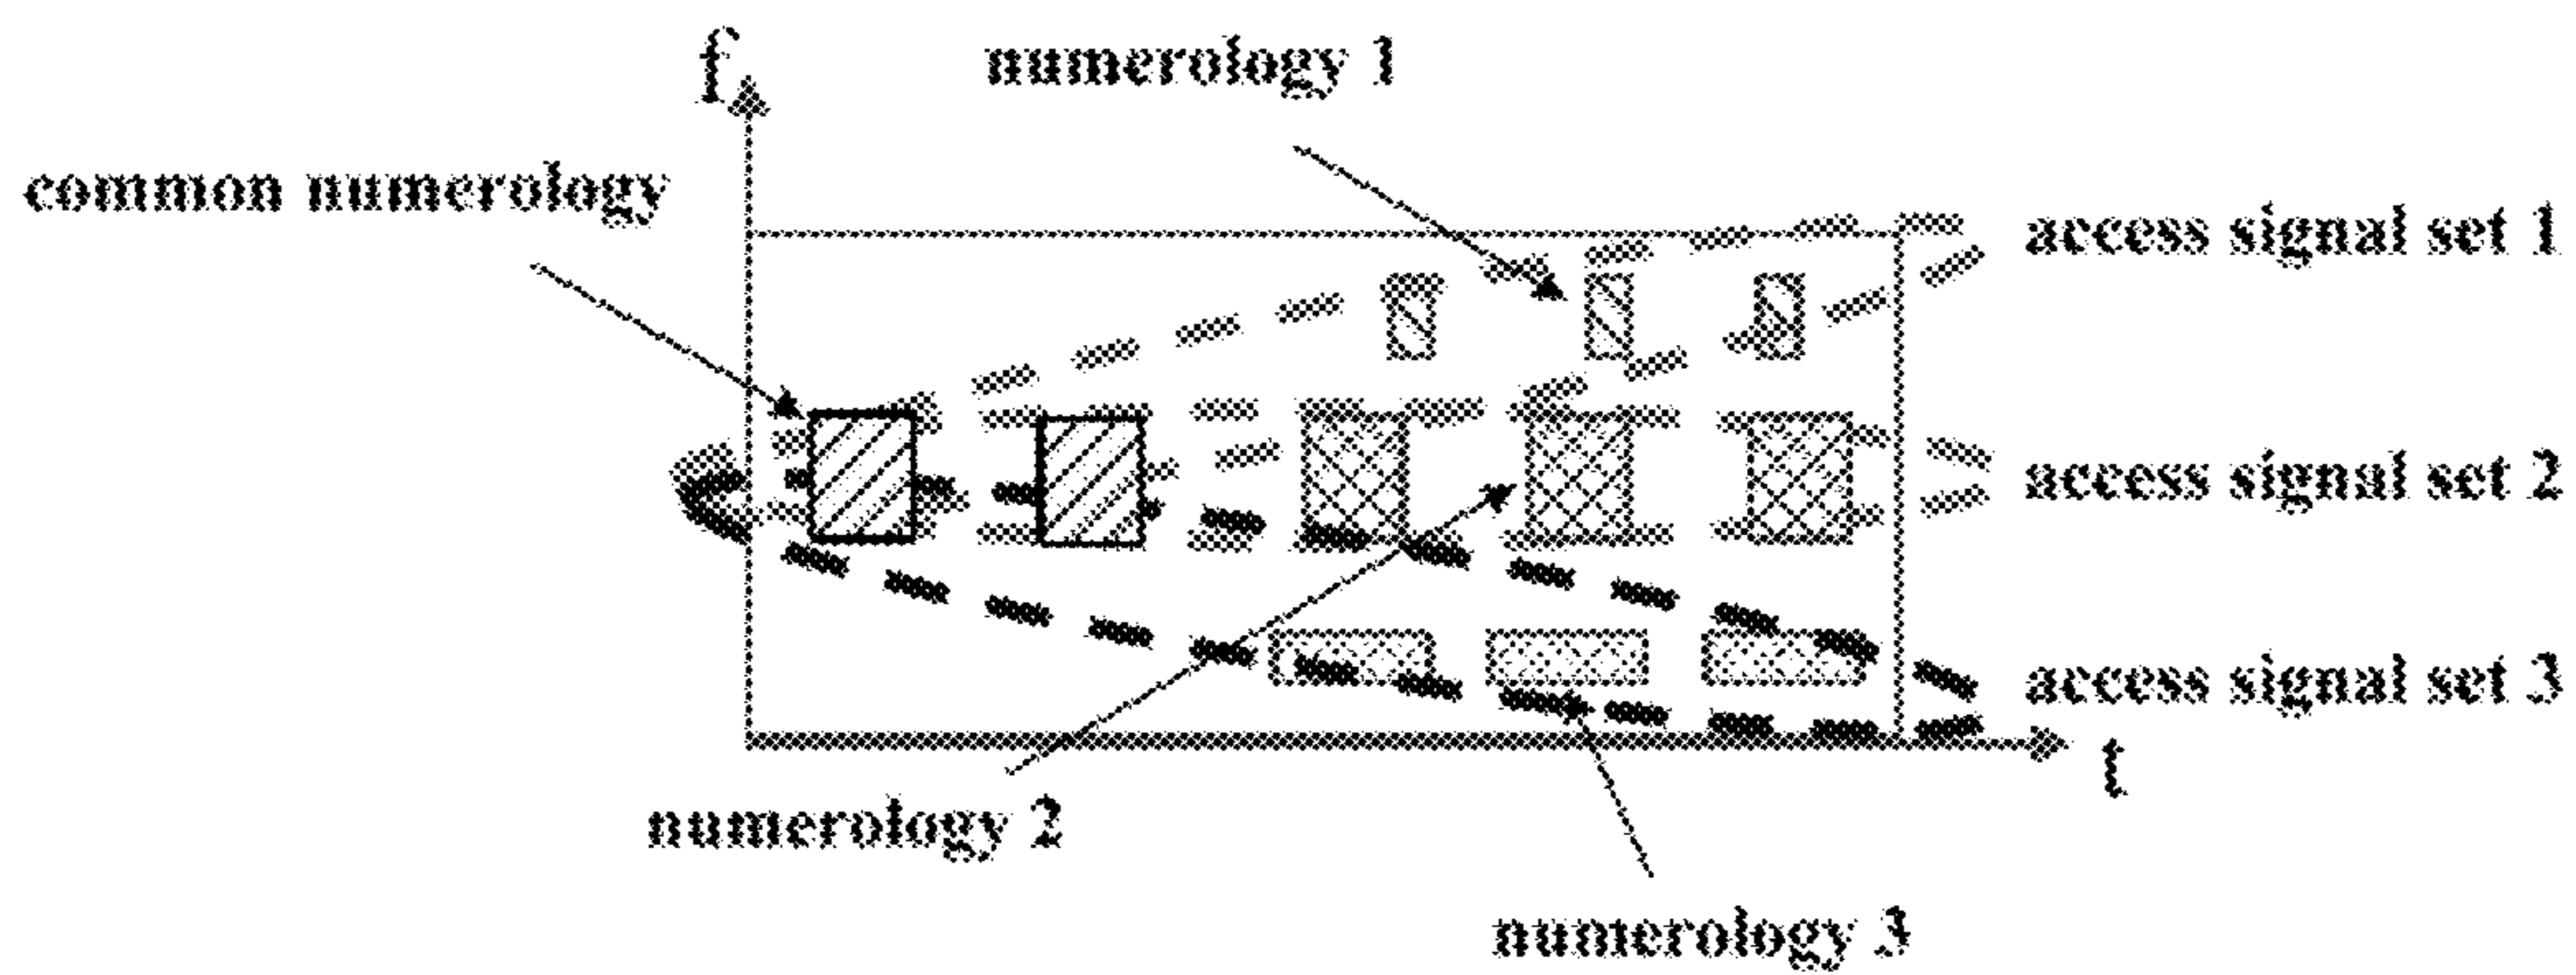 f
numerology 1
common numerology
access signal set 1
access signal set 2
access signal set 3
t
numerology 2
numerology 3